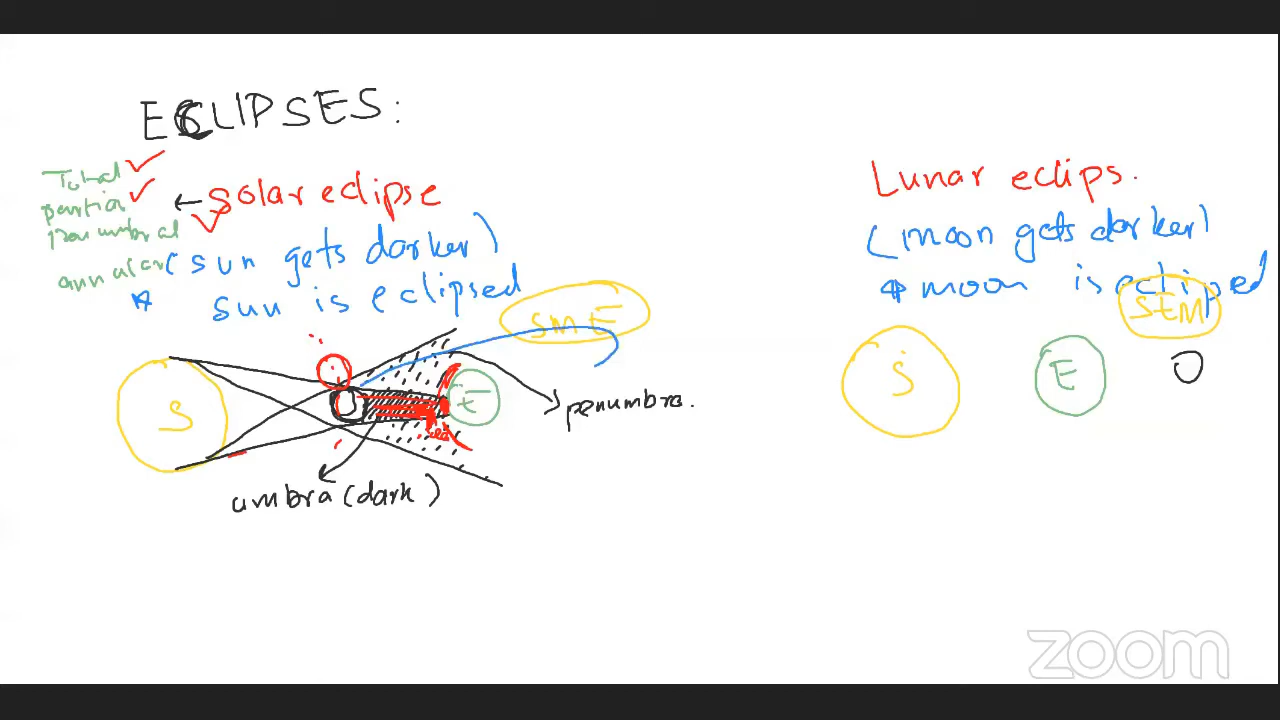 ECLIPSES:
Total
partial
penumbral
annular
Solar eclipse
(sun gets darker)
* sun is eclipsed
SME
S
E
penumbra.
umbra (dark)
Lunar eclips.
(moon gets darker)
* moon is eclipsed
SEM
S
E
zoom